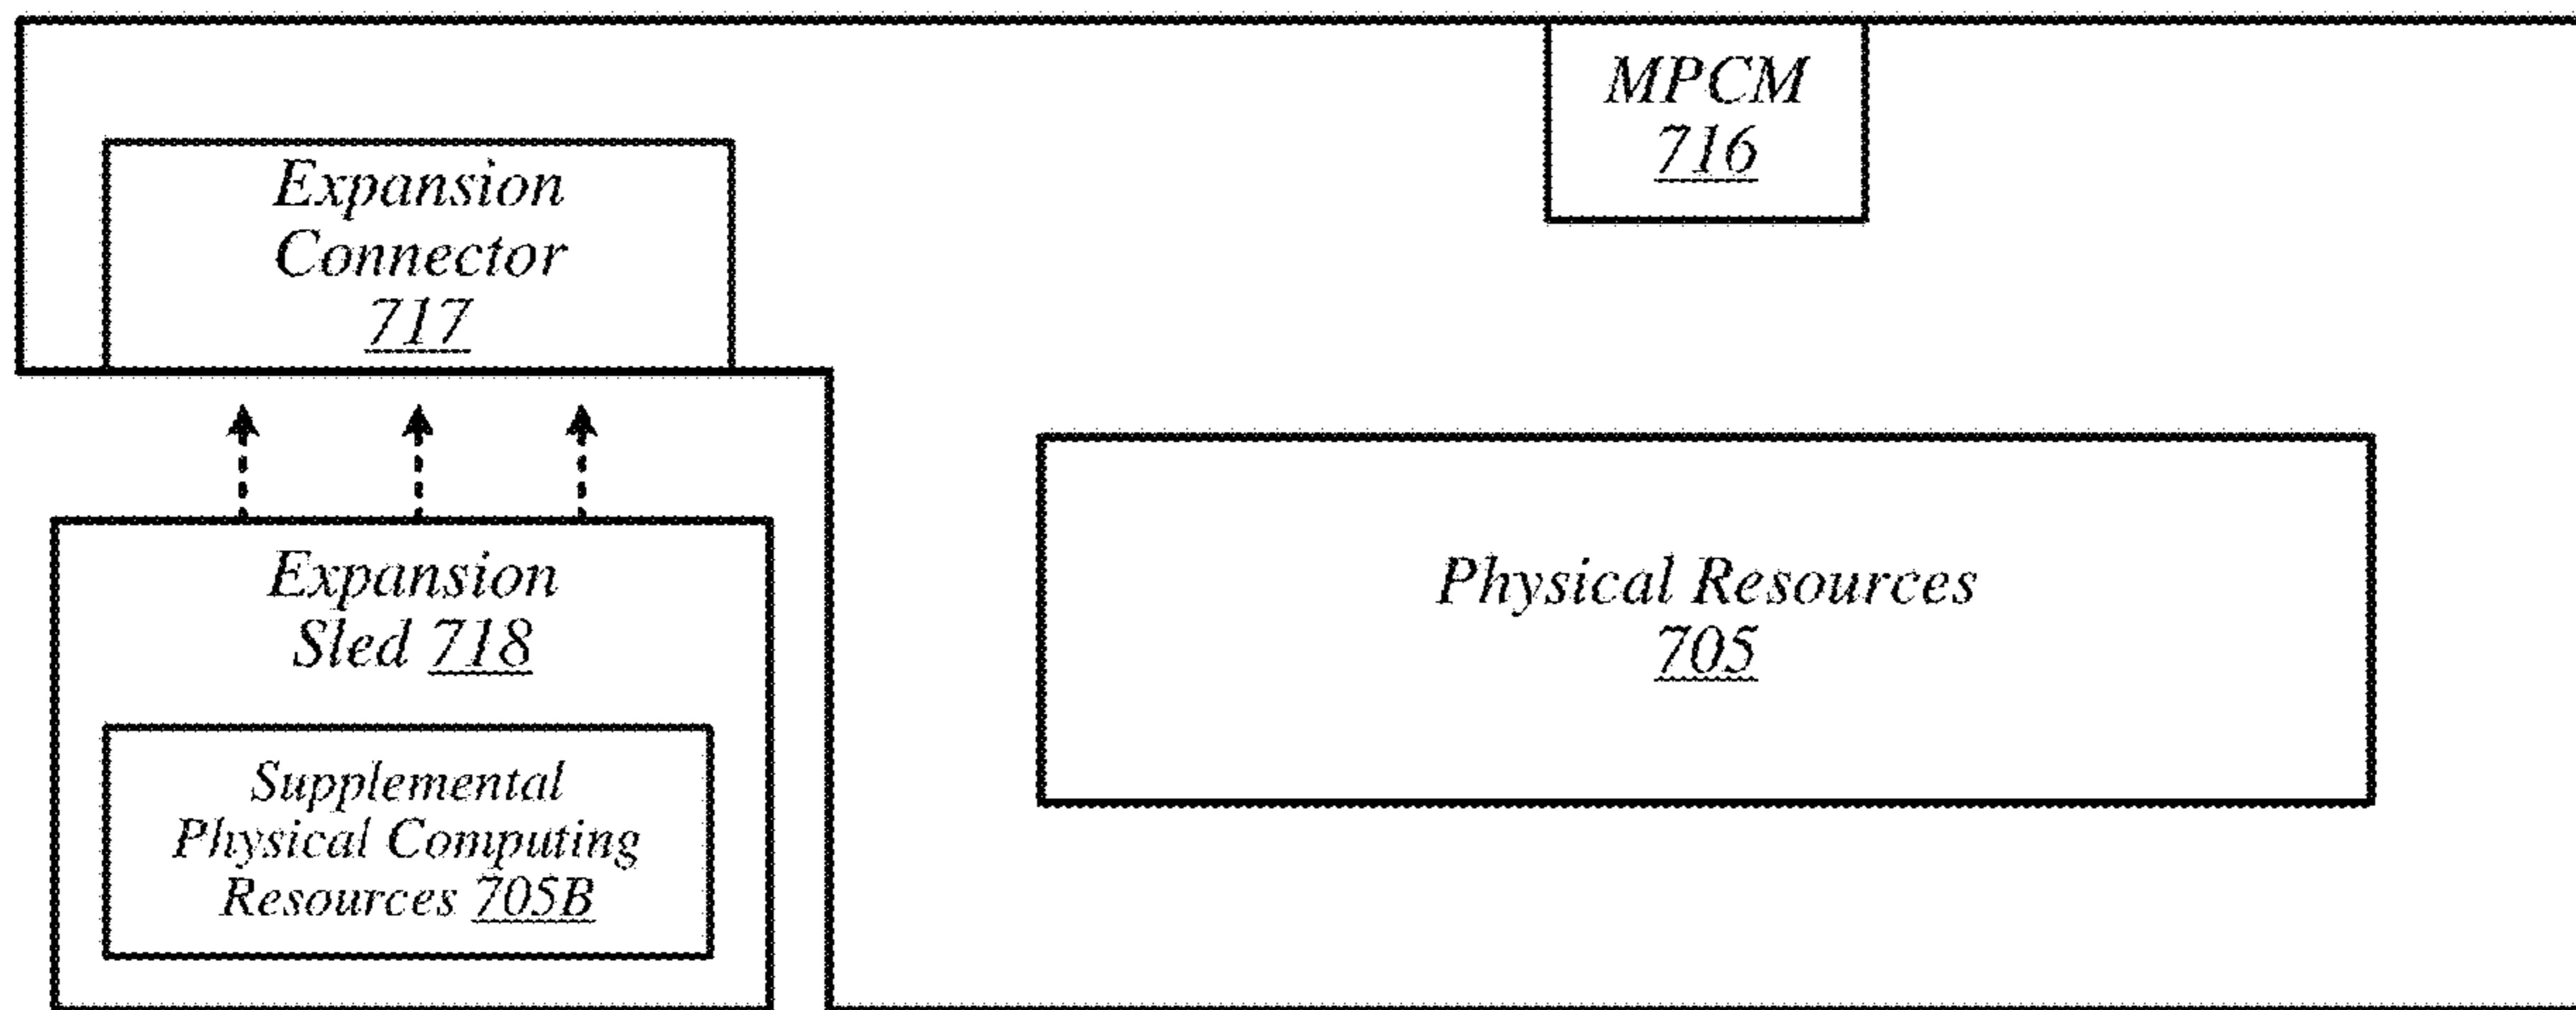 MPCM
716
Expansion
Connector
717
Expansion
Sled 718
Physical Resources
705
Supplemental
Physical Computing
Resources 705B